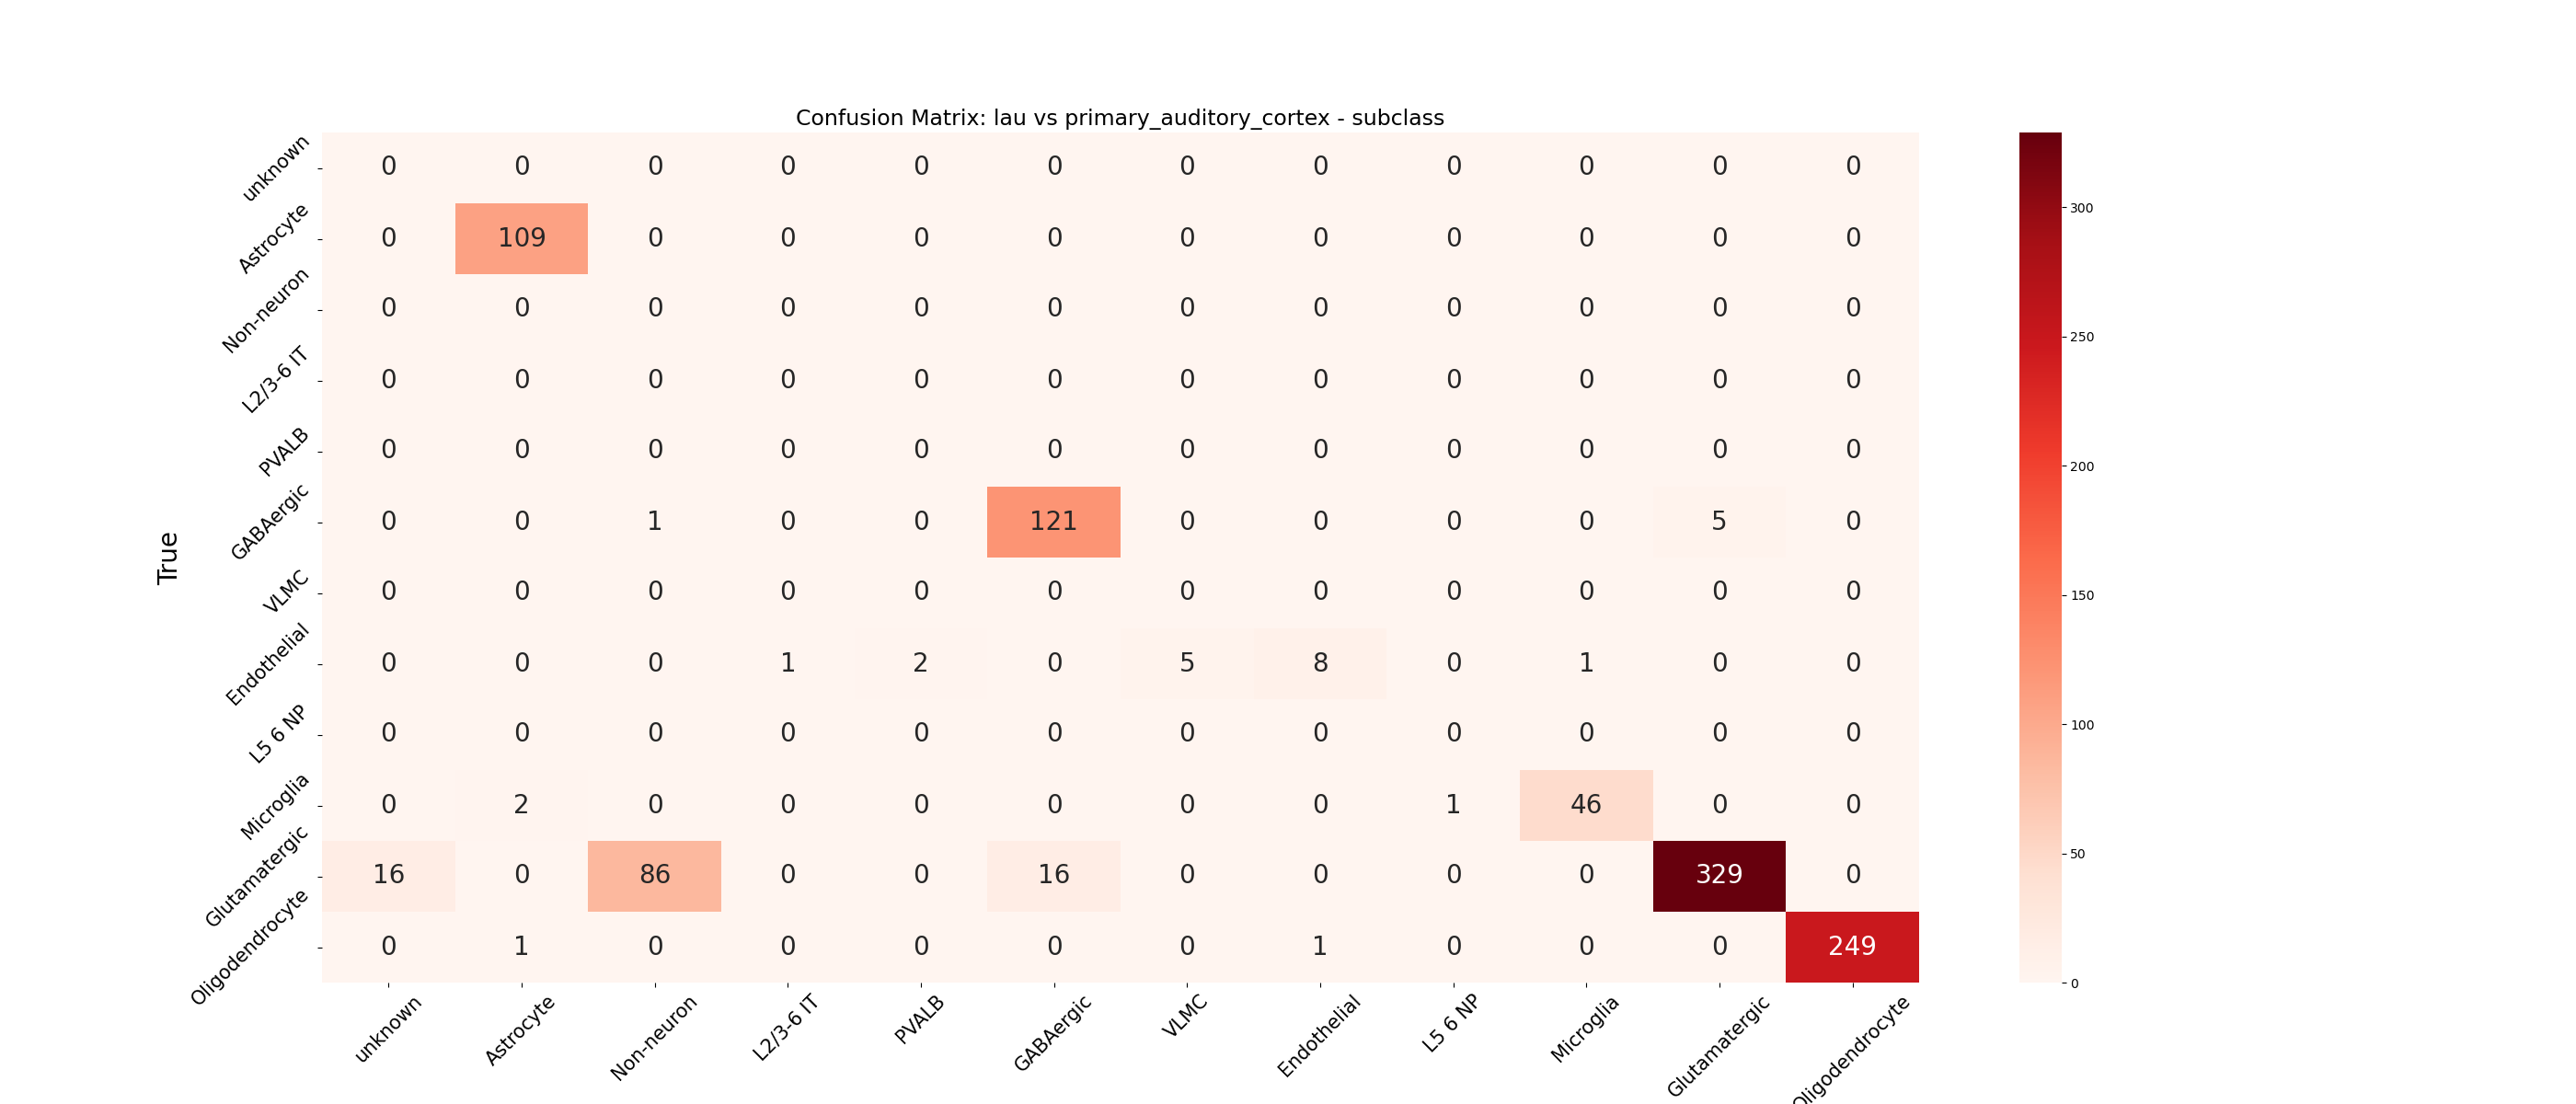 Confusion Matrix: lau vs primary_auditory_cortex - subclass
True
unknown 0 0 0 0 0 0 0 0 0 0 0 0
Astrocyte 0 109 0 0 0 0 0 0 0 0 0 0
Non-neuron 0 0 0 0 0 0 0 0 0 0 0 0
L2/3-6 IT 0 0 0 0 0 0 0 0 0 0 0 0
PVALB 0 0 0 0 0 0 0 0 0 0 0 0
GABAergic 0 0 1 0 0 121 0 0 0 0 5 0
VLMC 0 0 0 0 0 0 0 0 0 0 0 0
Endothelial 0 0 0 1 2 0 5 8 0 1 0 0
L5 6 NP 0 0 0 0 0 0 0 0 0 0 0 0
Microglia 0 2 0 0 0 0 0 0 1 46 0 0
Glutamatergic 16 0 86 0 0 16 0 0 0 0 329 0
Oligodendrocyte 0 1 0 0 0 0 0 1 0 0 0 249
unknown Astrocyte Non-neuron L2/3-6 IT PVALB GABAergic VLMC Endothelial L5 6 NP Microglia Glutamatergic Oligodendrocyte
300
250
200
150
100
50
0